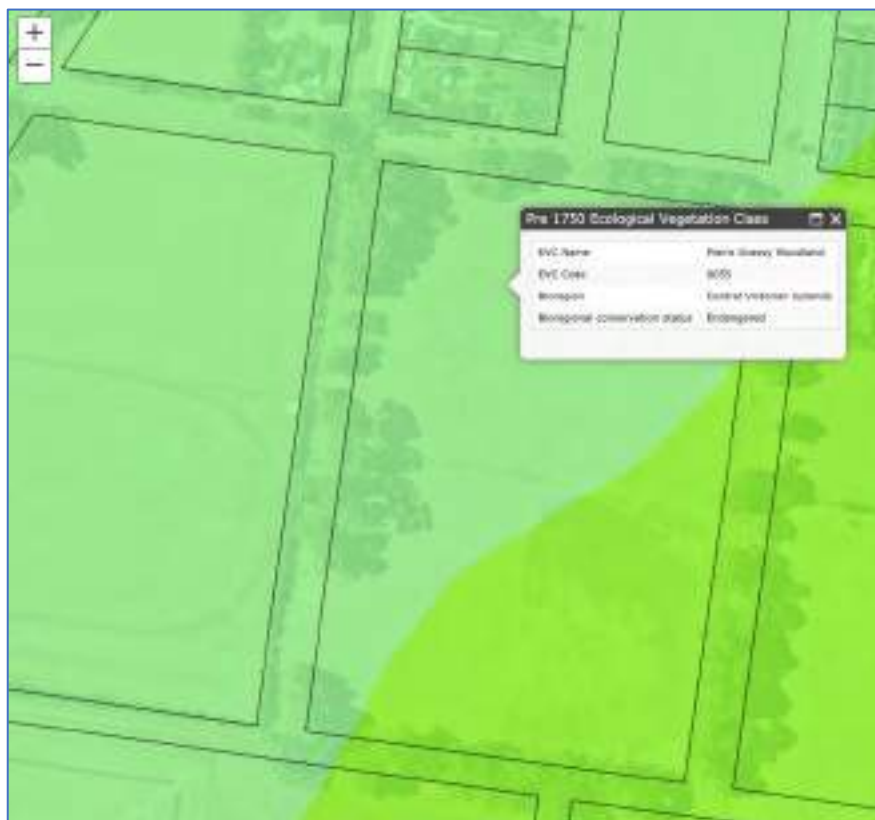 +
−
Pre 1750 Ecological Vegetation Class
EVC Name Plains Grassy Woodland
EVC Code 0055
Bioregion Central Victorian Uplands
Bioregional conservation status Endangered